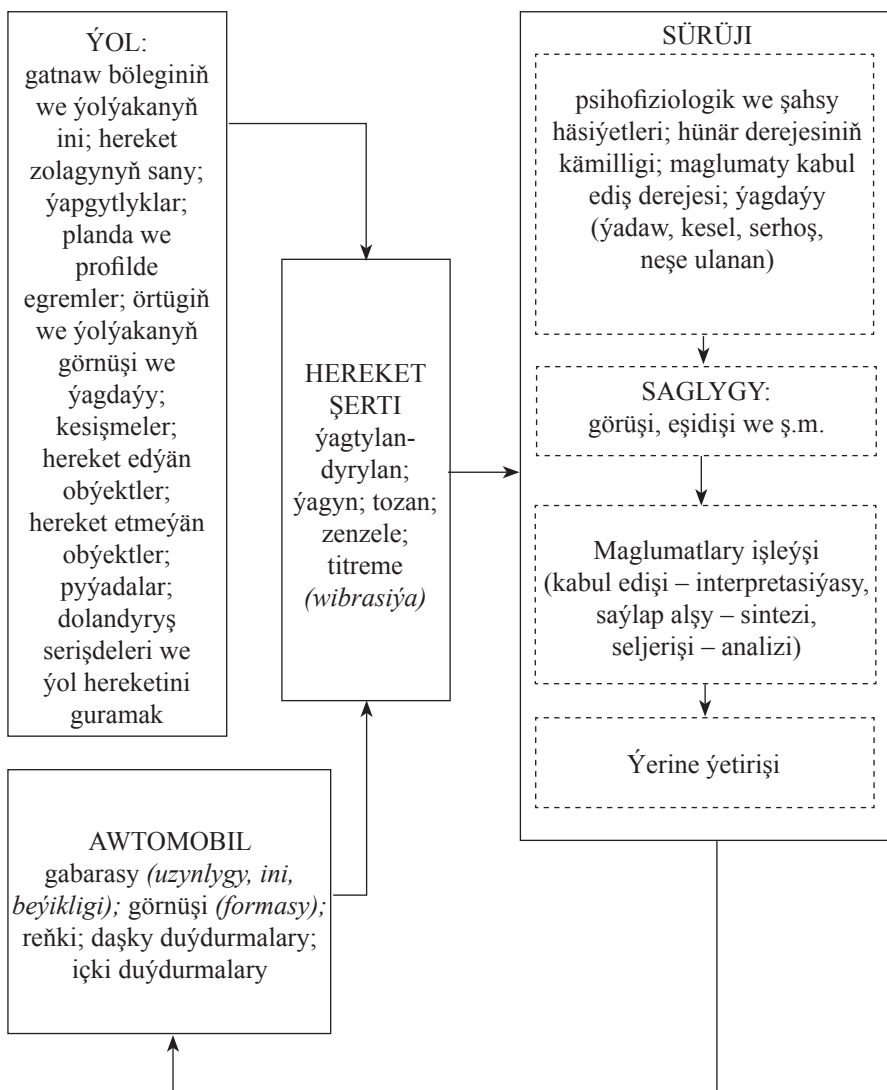 ÝOL:
gatnaw böleginiň
we ýolýakanyň
ini; hereket
zolagynyň sany;
ýapgytlyklar;
planda we
profilde
egremler; örtügiň
we ýolýakanyň
görnüşi we
ýagdaýy;
kesişmeler;
hereket edýän
obýektler;
hereket etmeýän
obýektler;
pyýadalar;
dolandyryş
serişdeleri we
ýol hereketini
guramak
AWTOMOBIL
gabarasy (uzynlygy, ini,
beýikligi); görnüşi (formasy);
reňki; daşky duýdurmalary;
içki duýdurmalary
HEREKET
ŞERTI
ýagtylan-
dyrylan;
ýagyn; tozan;
zenzele;
titreme
(wibrasiýa)
SÜRÜJI
psihofiziologik we şahsy
häsiýetleri; hünär derejesiniň
kämilligi; maglumaty kabul
ediş derejesi; ýagdaýy
(ýadaw, kesel, serhoş,
neşe ulanan)
SAGLYGY:
görüşi, eşidişi we ş.m.
Maglumatlary işleýşi
(kabul edişi – interpretasiýasy,
saýlap alşy – sintezi,
seljerişi – analizi)
Ýerine ýetirişi